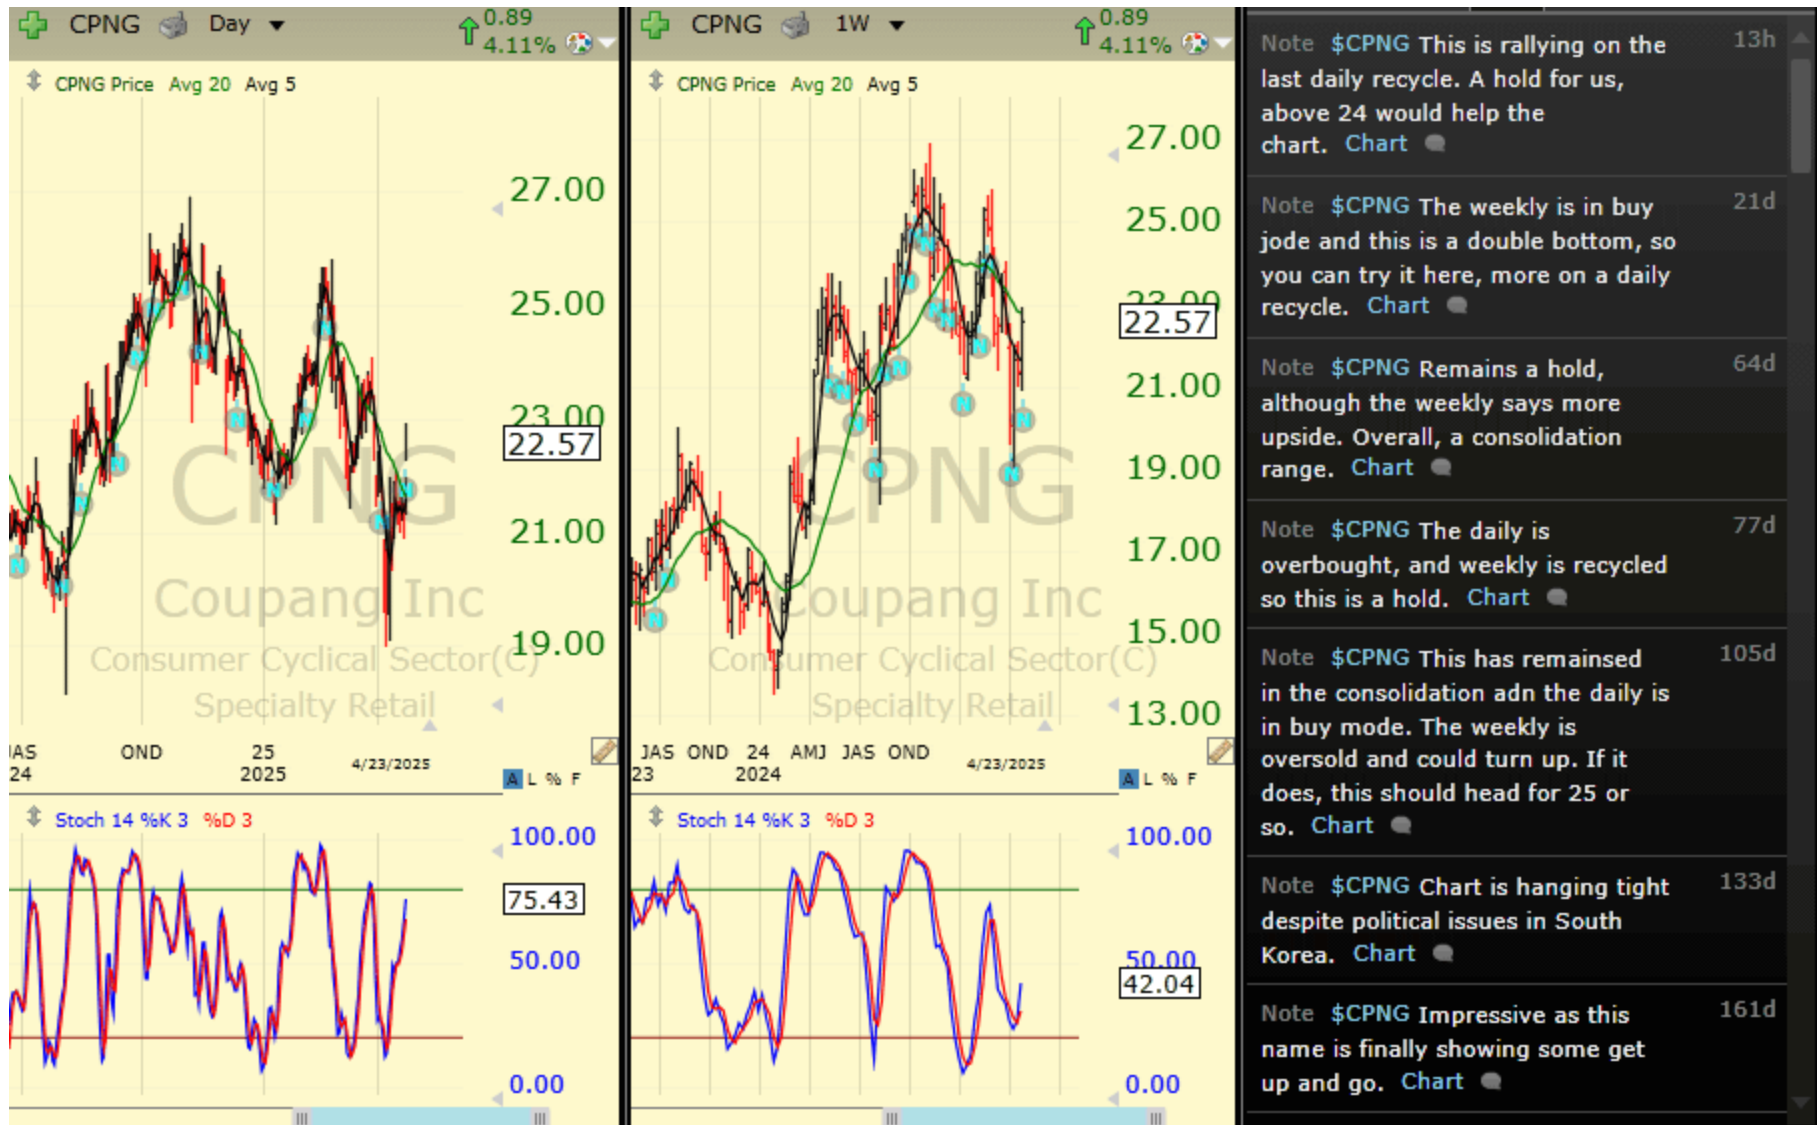 CPNG Day
0.89
4.11%
CPNG Price Avg 20 Avg 5
27.00
25.00
23.00
22.57
21.00
19.00
CPNG
Coupang Inc
Consumer Cyclical Sector(C)
Specialty Retail
JAS OND 25
24 2025 4/23/2025
A L % F
Stoch 14 %K 3 %D 3
100.00
75.43
50.00
0.00
CPNG 1W
0.89
4.11%
CPNG Price Avg 20 Avg 5
27.00
25.00
23.00
22.57
21.00
19.00
17.00
15.00
13.00
CPNG
Coupang Inc
Consumer Cyclical Sector(C)
Specialty Retail
JAS OND 24 AMJ JAS OND
23 2024 4/23/2025
A L % F
Stoch 14 %K 3 %D 3
100.00
50.00
42.04
0.00
Note $CPNG This is rallying on the 13h
last daily recycle. A hold for us,
above 24 would help the
chart. Chart
Note $CPNG The weekly is in buy 21d
jode and this is a double bottom, so
you can try it here, more on a daily
recycle. Chart
Note $CPNG Remains a hold, 64d
although the weekly says more
upside. Overall, a consolidation
range. Chart
Note $CPNG The daily is 77d
overbought, and weekly is recycled
so this is a hold. Chart
Note $CPNG This has remainsed 105d
in the consolidation adn the daily is
in buy mode. The weekly is
oversold and could turn up. If it
does, this should head for 25 or
so. Chart
Note $CPNG Chart is hanging tight 133d
despite political issues in South
Korea. Chart
Note $CPNG Impressive as this 161d
name is finally showing some get
up and go. Chart